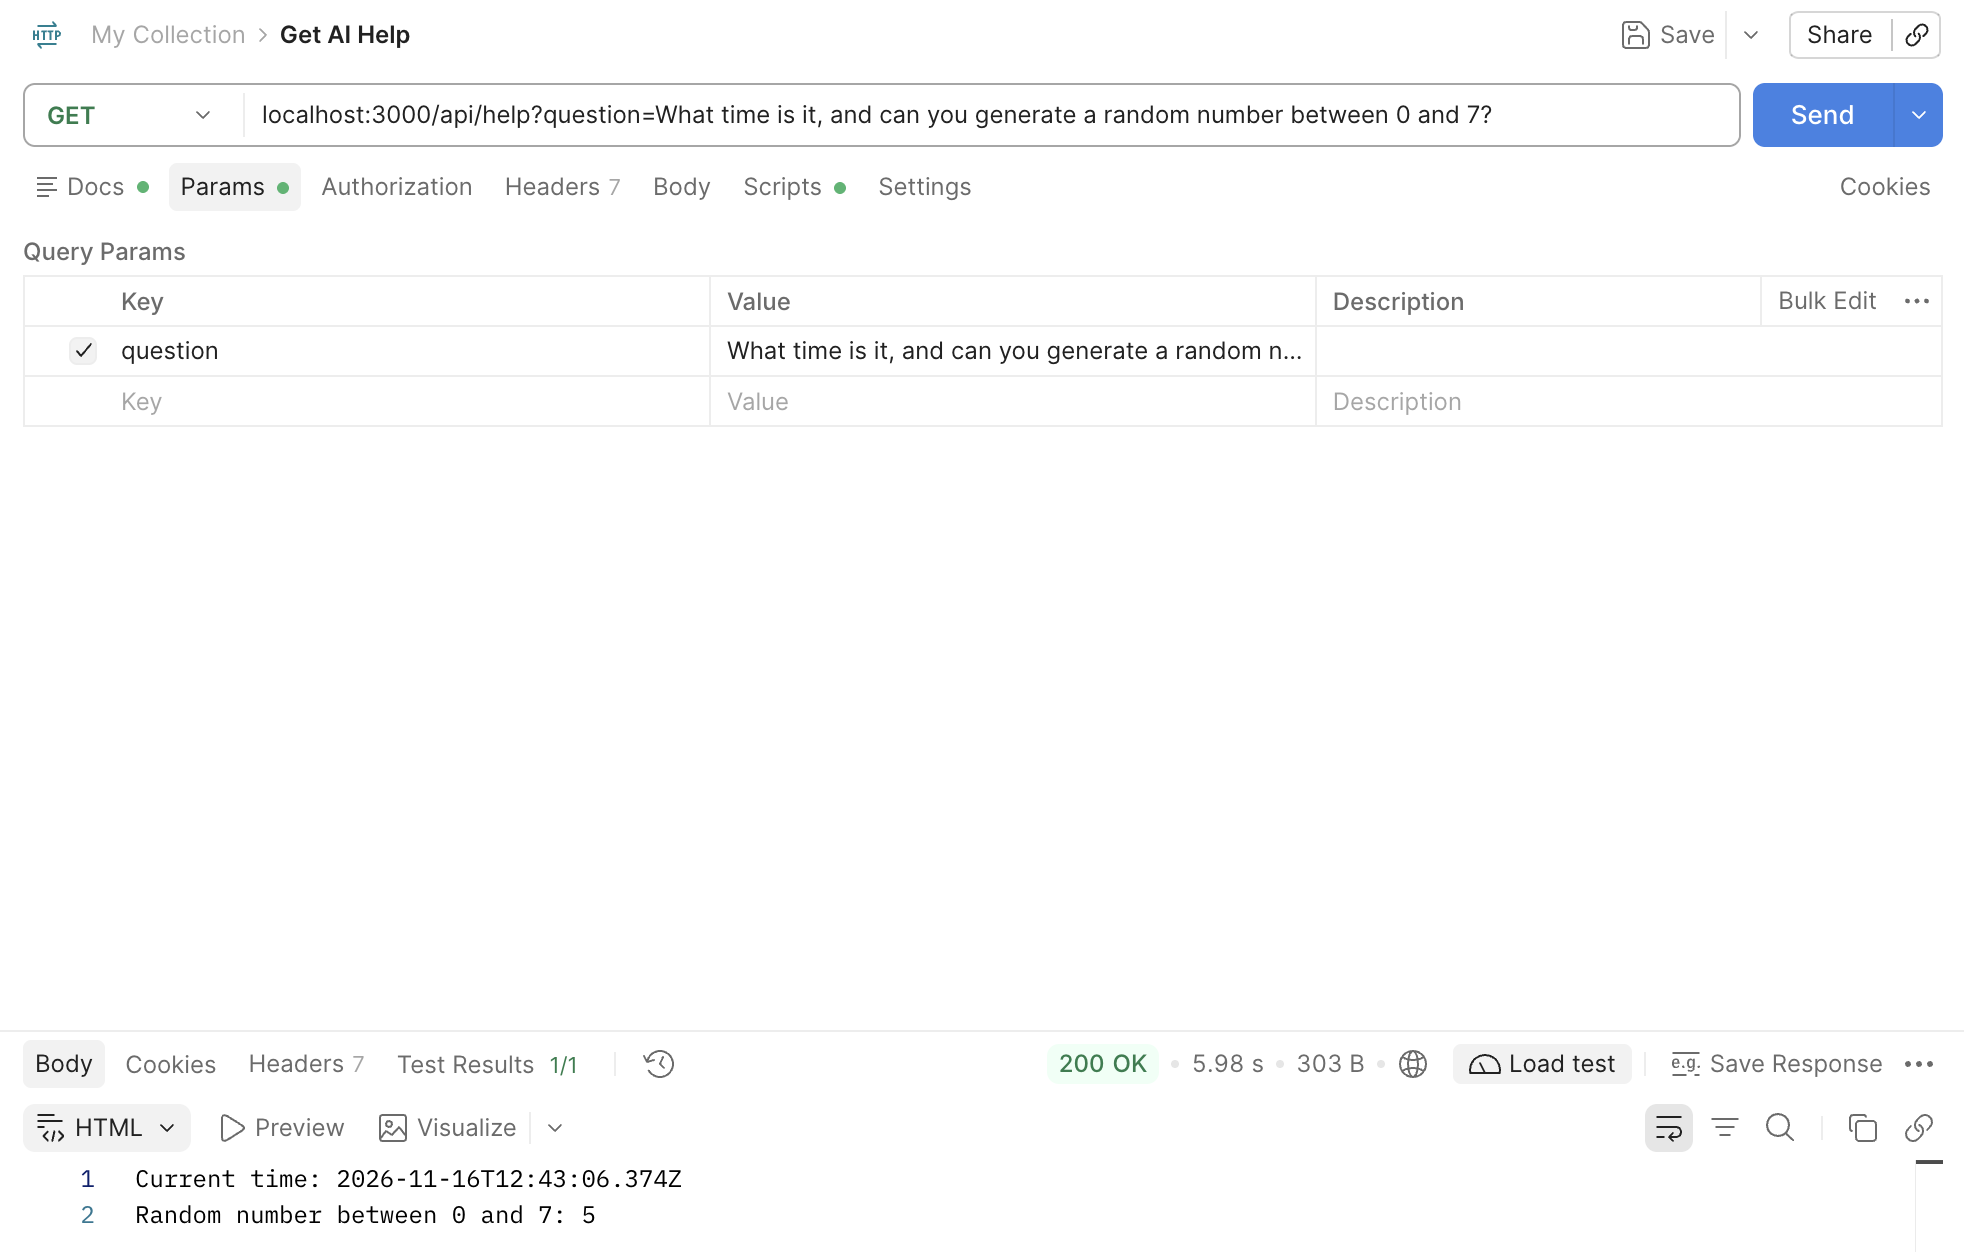 HTTP My Collection > Get AI Help Save Share
GET localhost:3000/api/help?question=What time is it, and can you generate a random number between 0 and 7? Send
Docs Params Authorization Headers 7 Body Scripts Settings Cookies
Query Params
Key Value Description Bulk Edit
question What time is it, and can you generate a random n...
Key Value Description
Body Cookies Headers 7 Test Results 1/1 200 OK 5.98 s 303 B Load test e.g. Save Response
HTML Preview Visualize
1 Current time: 2026-11-16T12:43:06.374Z
2 Random number between 0 and 7: 5